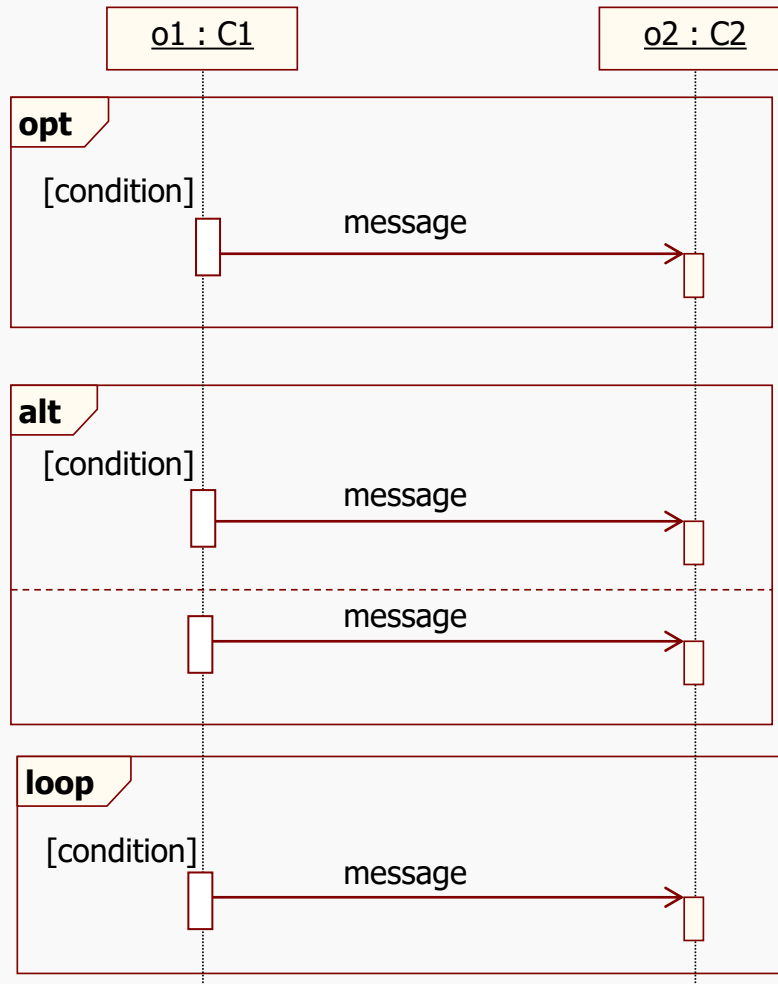 o1 : C1
o2 : C2
opt
[condition]
message
alt
[condition]
message
message
loop
[condition]
message